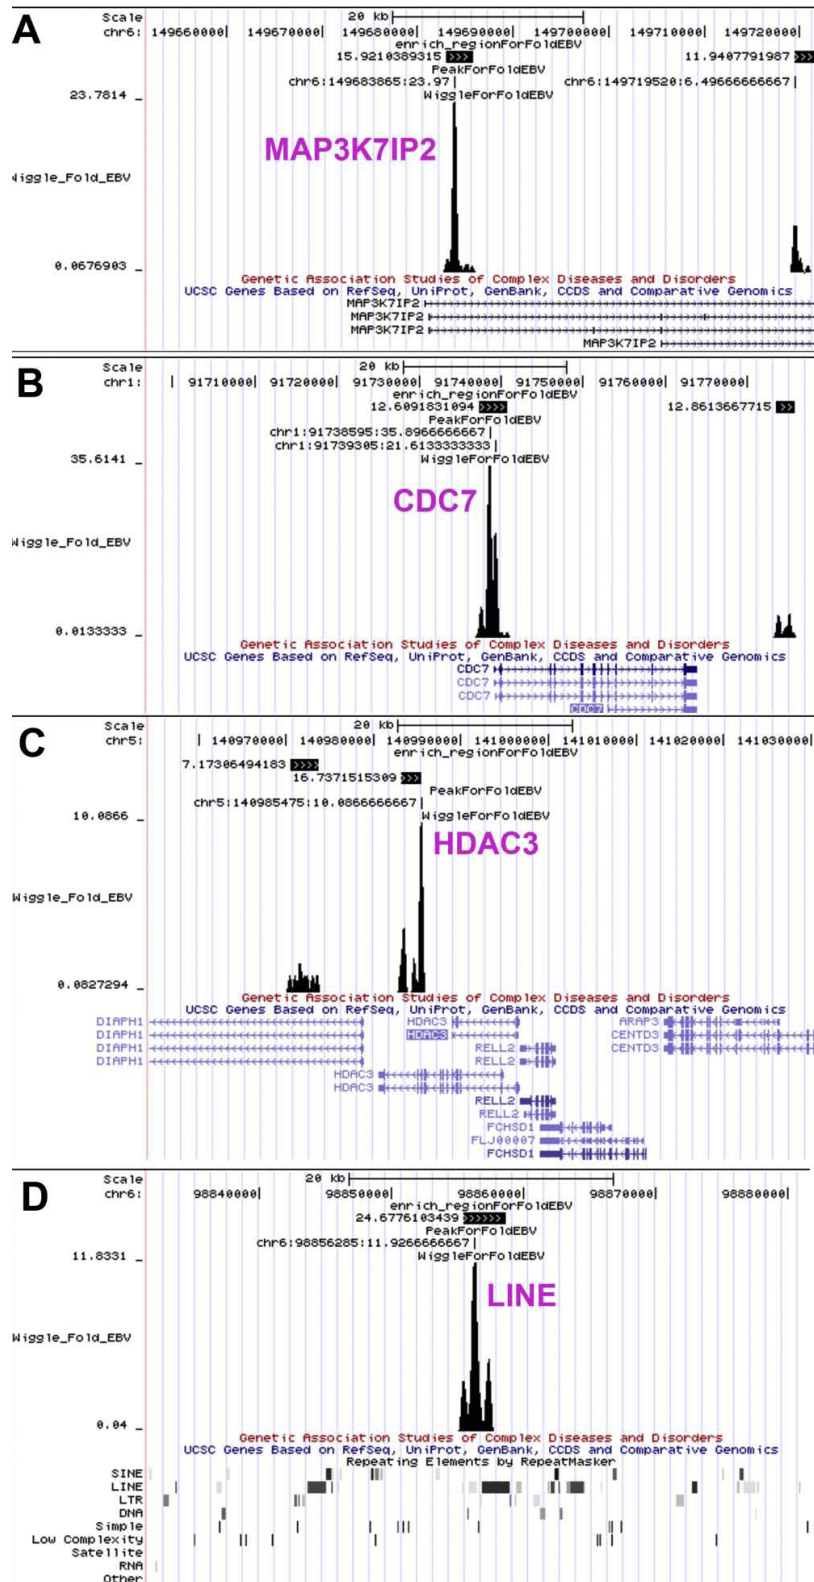 A
Scale 20 kb
chr6: 149660000| 149670000| 149680000| 149690000| 149700000| 149710000| 149720000|
enrich_regionForFoldEBV
15.9210389315 11.9407791987
PeakForFoldEBV
chr6:149683865:23.97 chr6:149719520:6.49666666667
23.7814 _ WiggleForFoldEBV
MAP3K7IP2
Wiggle_Fold_EBV
0.0676903 _
Genetic Association Studies of Complex Diseases and Disorders
UCSC Genes Based on RefSeq, UniProt, GenBank, CCDS and Comparative Genomics
MAP3K7IP2
MAP3K7IP2
MAP3K7IP2
MAP3K7IP2
B
Scale 20 kb
chr1: | 91710000| 91720000| 91730000| 91740000| 91750000| 91760000| 91770000|
enrich_regionForFoldEBV
12.6091831094 12.8613667715
PeakForFoldEBV
chr1:91738595:35.8966666667
chr1:91739305:21.6133333333
35.6141 _ WiggleForFoldEBV
CDC7
Wiggle_Fold_EBV
0.0133333 _
Genetic Association Studies of Complex Diseases and Disorders
UCSC Genes Based on RefSeq, UniProt, GenBank, CCDS and Comparative Genomics
CDC7
CDC7
CDC7
CDC7
C
Scale 20 kb
chr5: | 140970000| 140980000| 140990000| 141000000| 141010000| 141020000| 141030000|
enrich_regionForFoldEBV
7.17306494183
16.7371515309
PeakForFoldEBV
chr5:140985475:10.0866666667
10.0866 _ WiggleForFoldEBV
HDAC3
Wiggle_Fold_EBV
0.0827294 _
Genetic Association Studies of Complex Diseases and Disorders
UCSC Genes Based on RefSeq, UniProt, GenBank, CCDS and Comparative Genomics
DIAPH1 HDAC3 ARAP3
DIAPH1 HDAC3 CENTD3
DIAPH1 RELL2 CENTD3
DIAPH1 RELL2
HDAC3
HDAC3
RELL2
RELL2
FCHSD1
FLJ00007
FCHSD1
D
Scale 20 kb
chr6: 98840000| 98850000| 98860000| 98870000| 98880000|
enrich_regionForFoldEBV
24.6776103439
PeakForFoldEBV
chr6:98856285:11.9266666667
11.8331 _ WiggleForFoldEBV
LINE
Wiggle_Fold_EBV
0.04 _
Genetic Association Studies of Complex Diseases and Disorders
UCSC Genes Based on RefSeq, UniProt, GenBank, CCDS and Comparative Genomics
Repeating Elements by RepeatMasker
SINE
LINE
LTR
DNA
Simple
Low Complexity
Satellite
RNA
Other